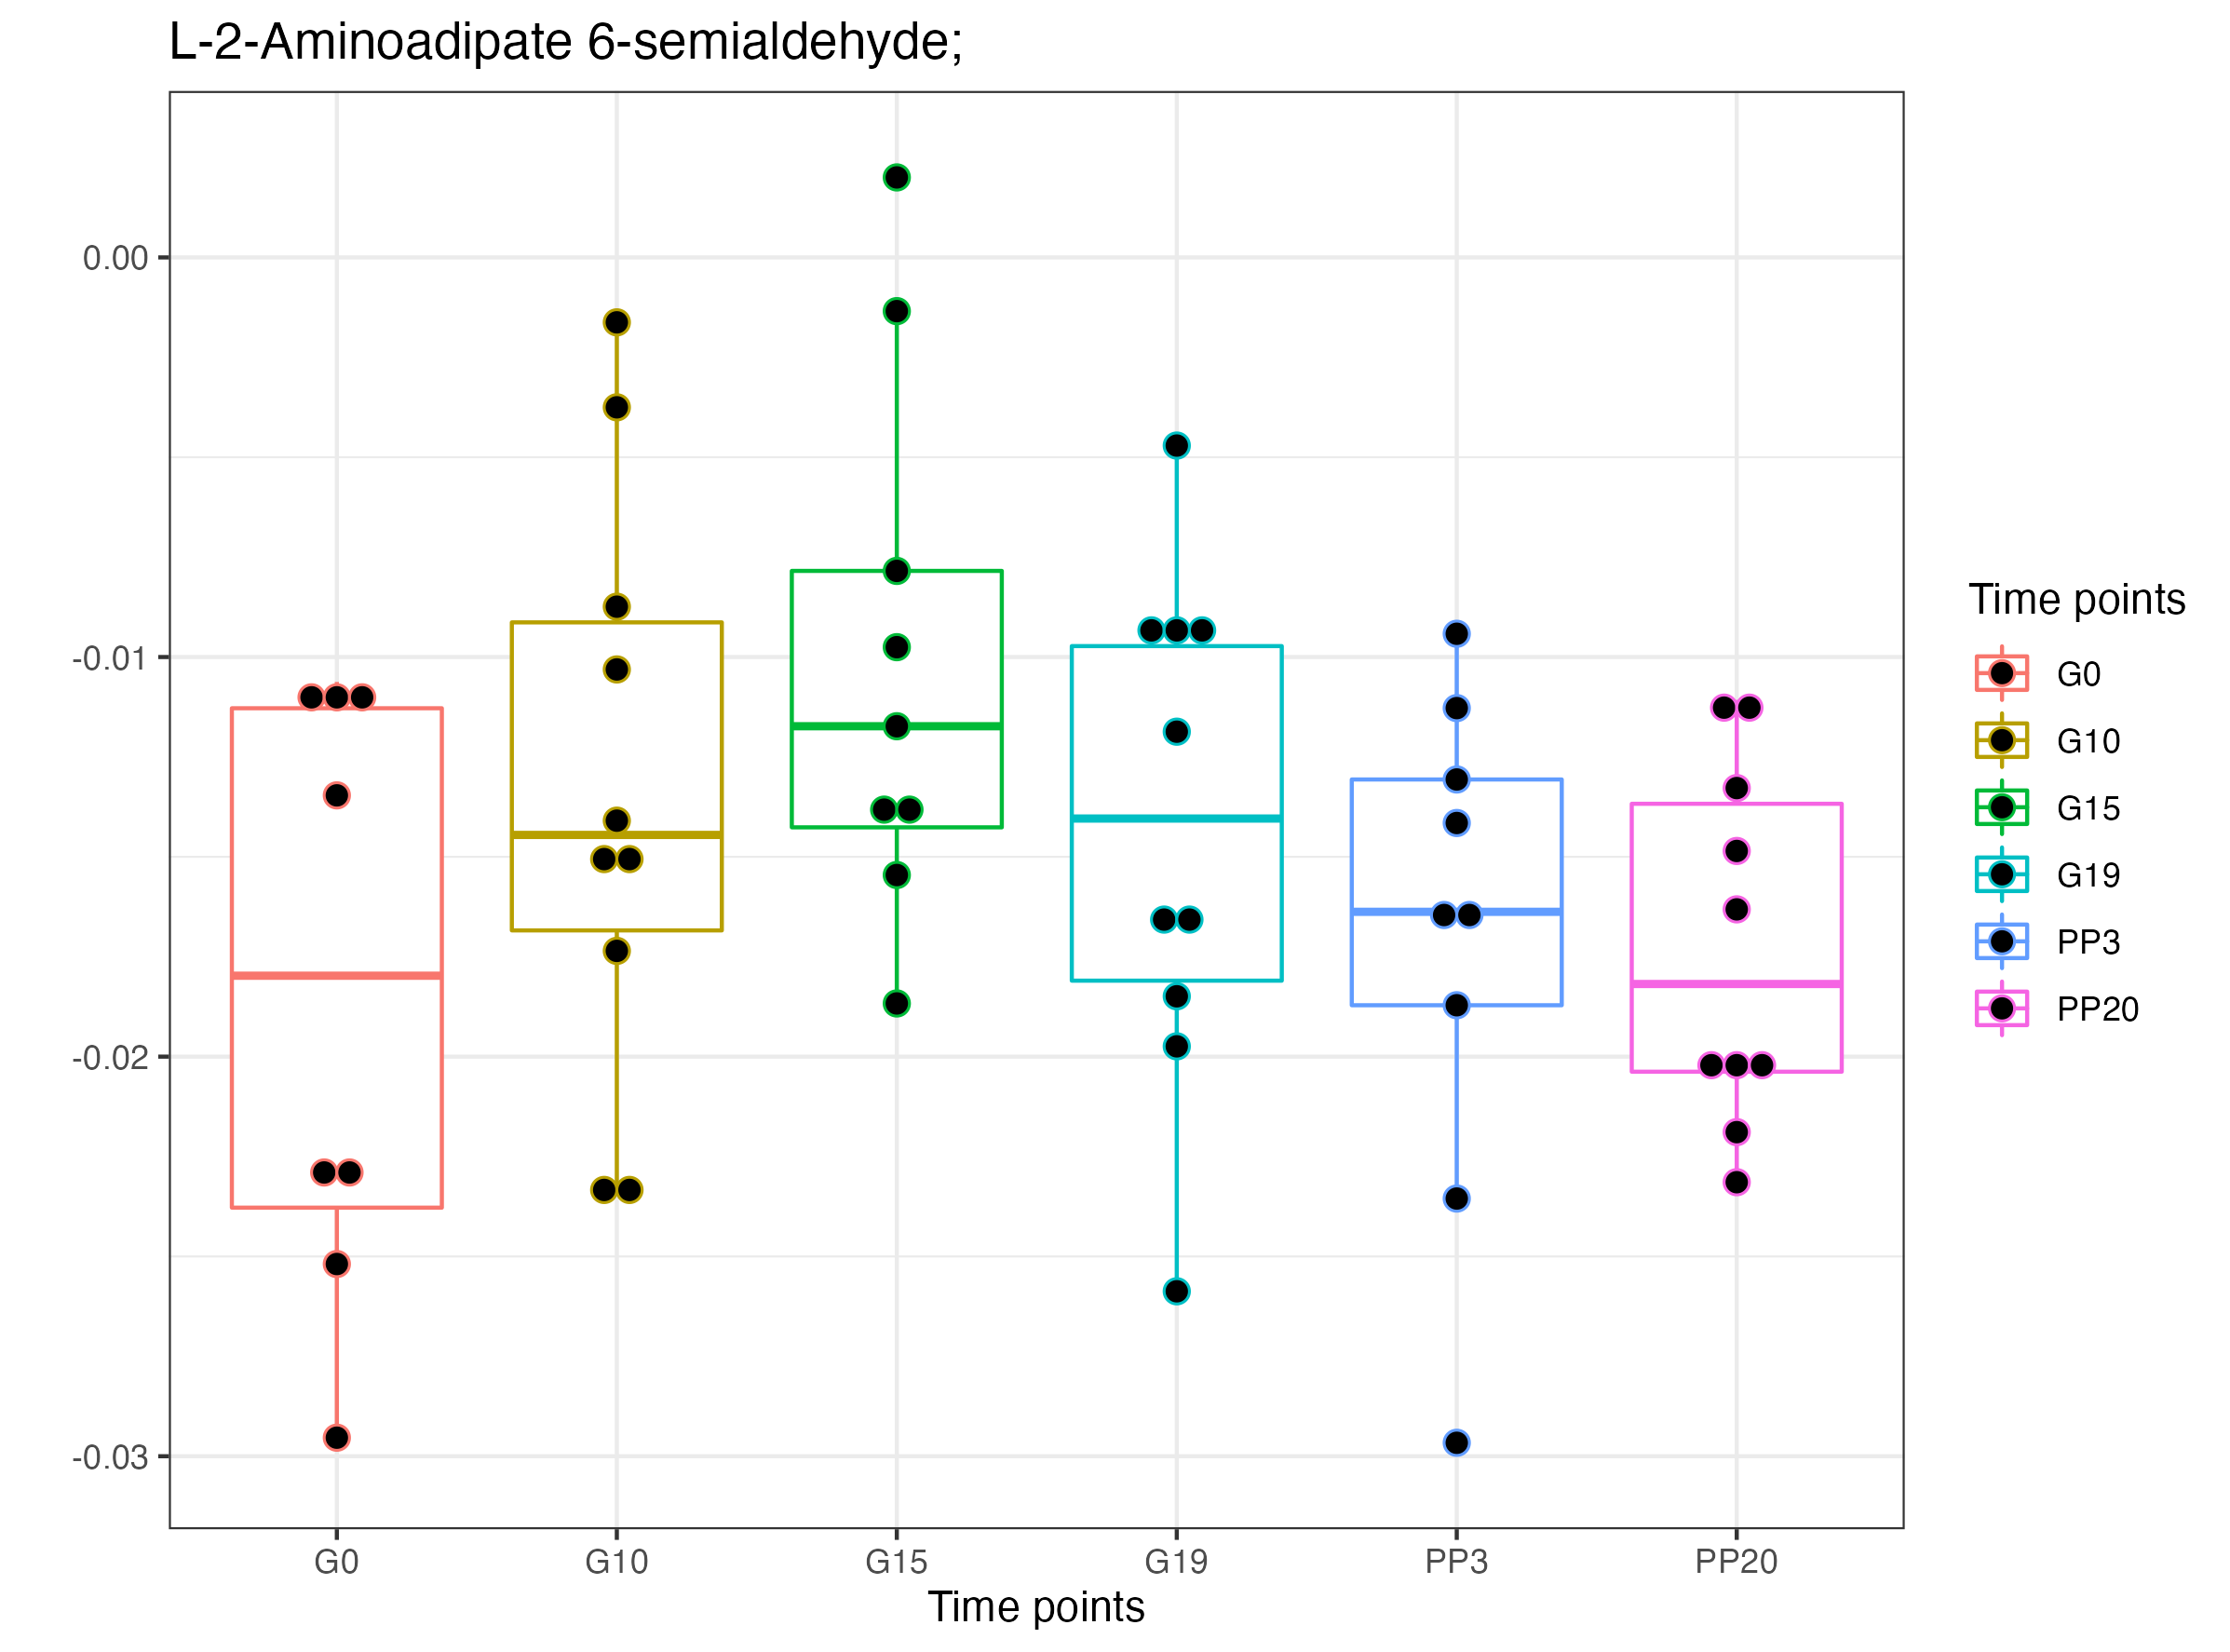 L-2-Aminoadipate 6-semialdehyde;
0.00
-0.01
-0.02
-0.03
G0 G10 G15 G19 PP3 PP20
Time points
Time points
G0
G10
G15
G19
PP3
PP20